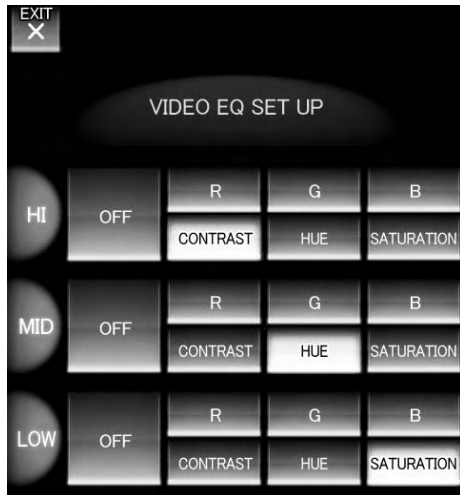 EXIT
×
VIDEO EQ SET UP
R G B
HI OFF
CONTRAST HUE SATURATION
R G B
MID OFF
CONTRAST HUE SATURATION
R G B
LOW OFF
CONTRAST HUE SATURATION